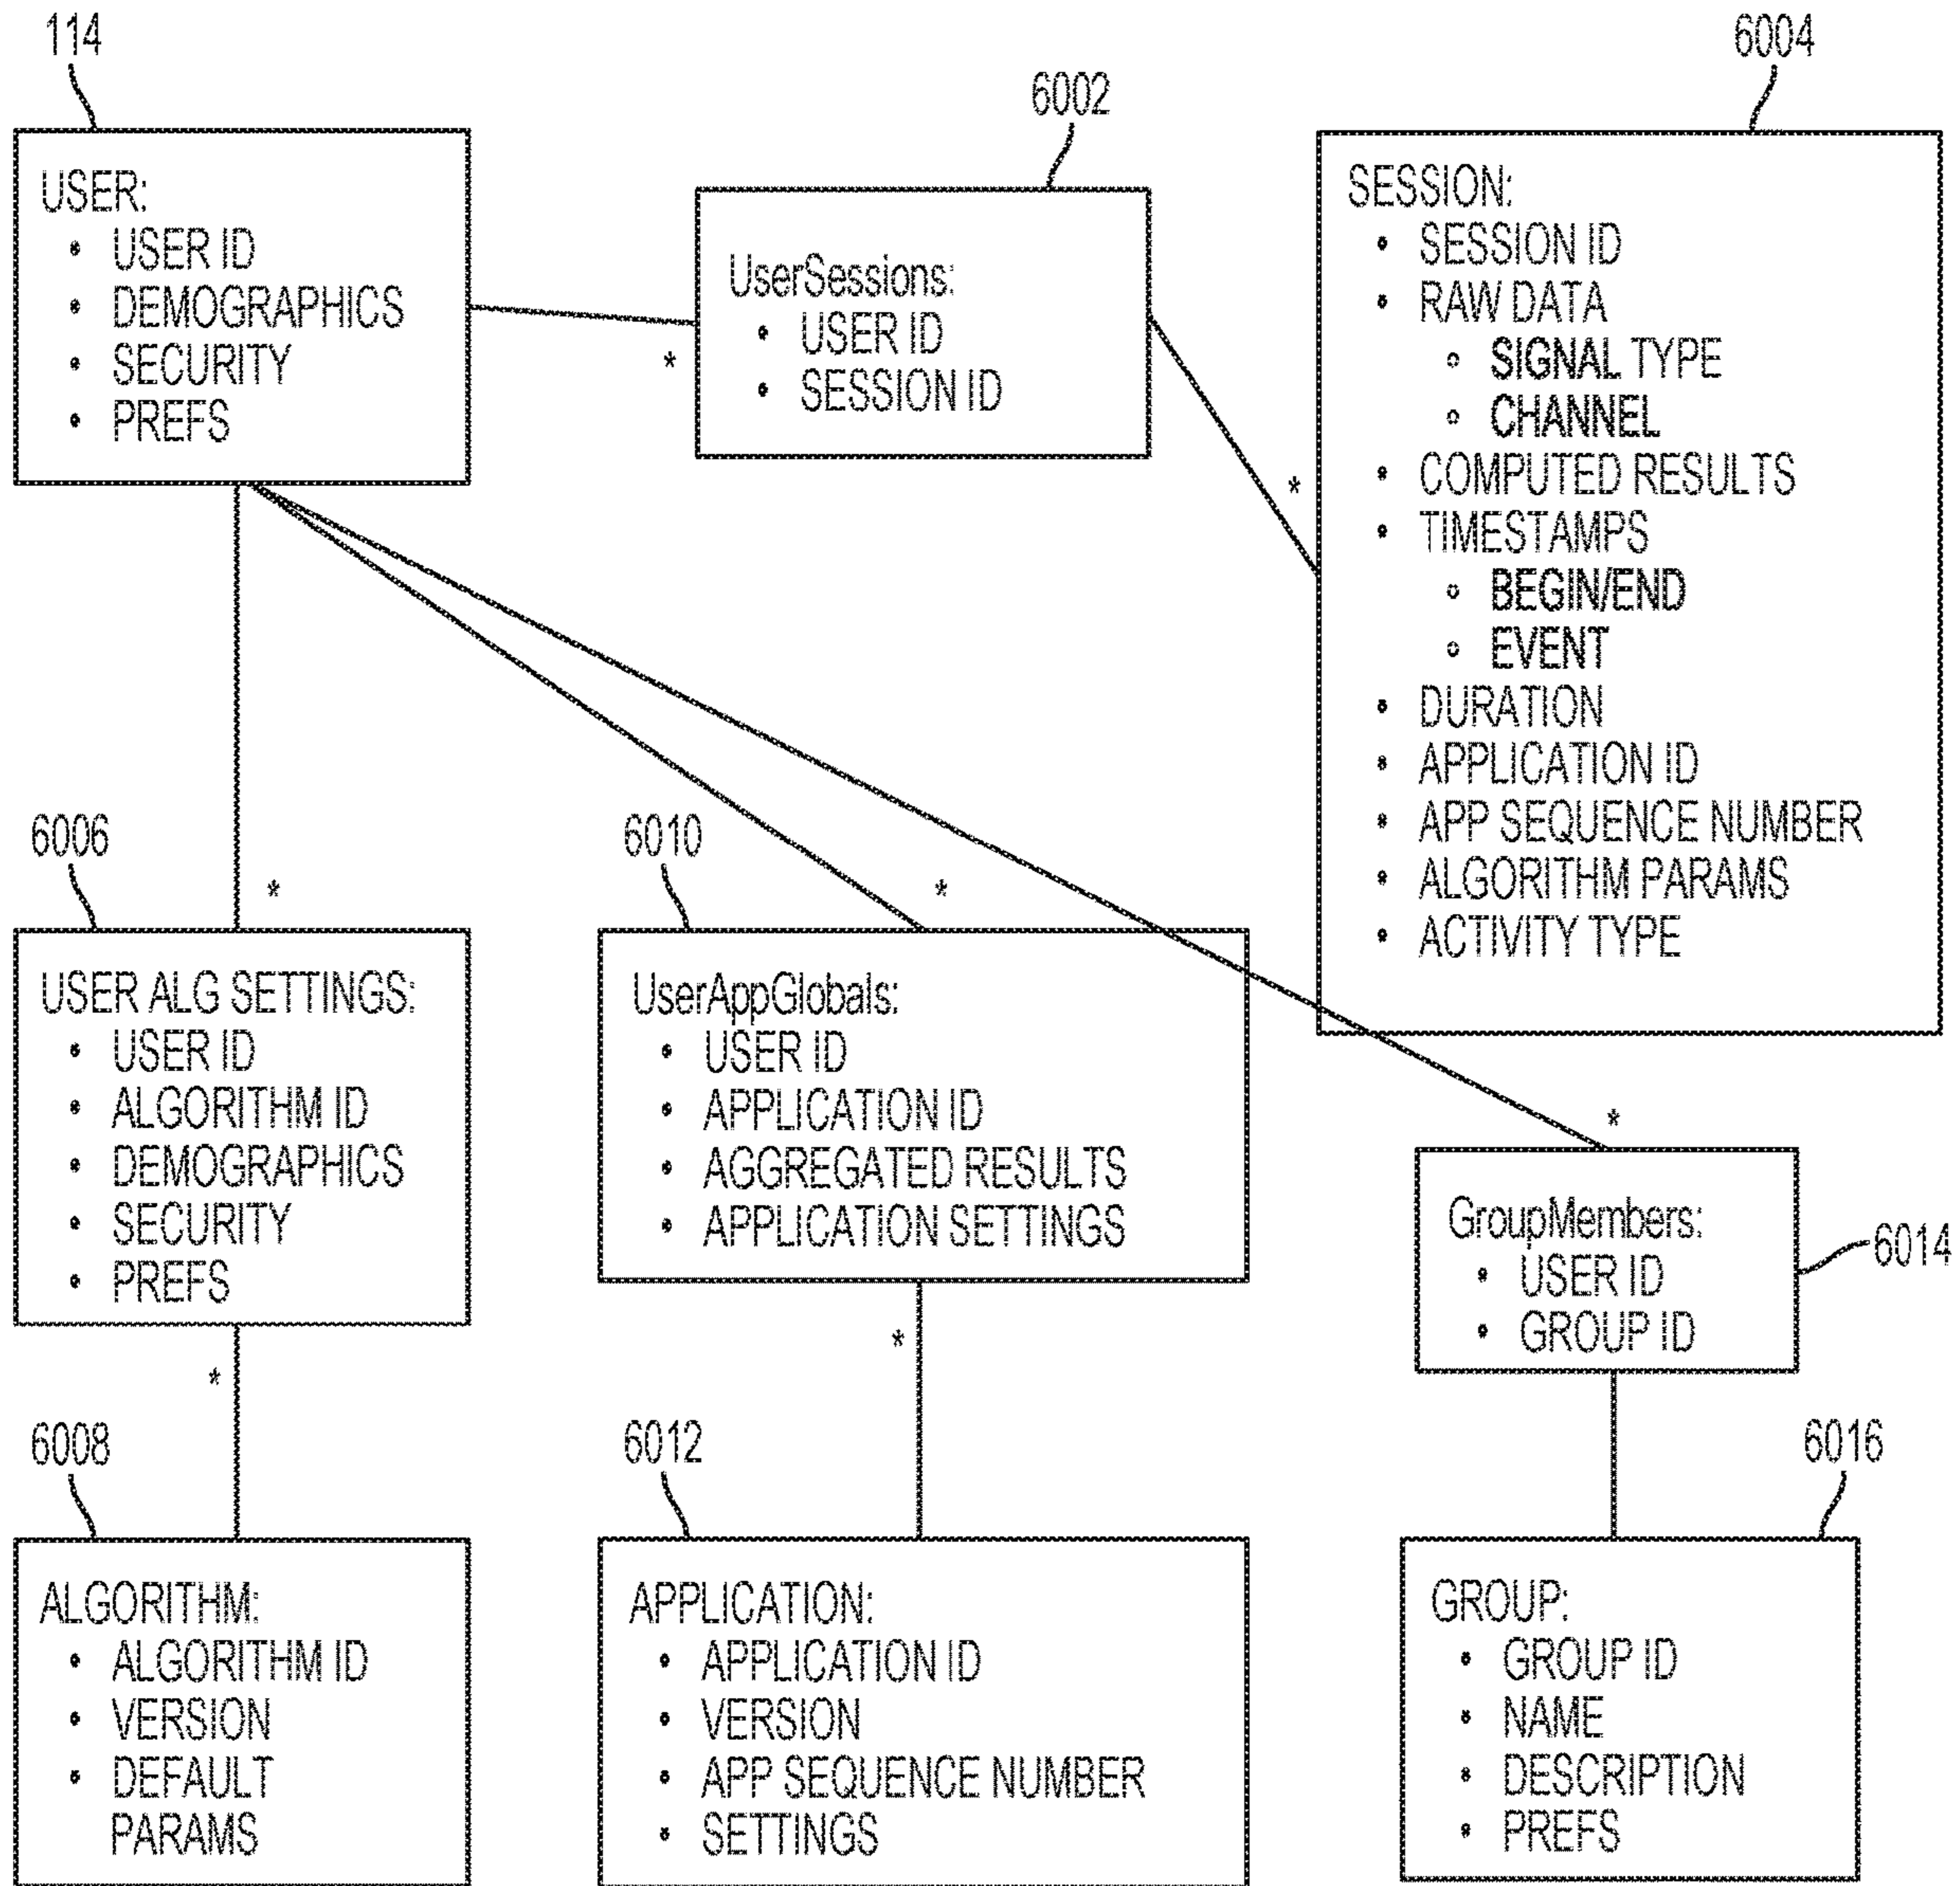 114
USER:
• USER ID
• DEMOGRAPHICS
• SECURITY
• PREFS
6002
UserSessions:
• USER ID
• SESSION ID
*
6004
SESSION:
• SESSION ID
• RAW DATA
○ SIGNAL TYPE
○ CHANNEL
• COMPUTED RESULTS
• TIMESTAMPS
○ BEGIN/END
○ EVENT
• DURATION
• APPLICATION ID
• APP SEQUENCE NUMBER
• ALGORITHM PARAMS
• ACTIVITY TYPE
*
6006
*
USER ALG SETTINGS:
• USER ID
• ALGORITHM ID
• DEMOGRAPHICS
• SECURITY
• PREFS
*
6010
*
UserAppGlobals:
• USER ID
• APPLICATION ID
• AGGREGATED RESULTS
• APPLICATION SETTINGS
*
*
GroupMembers:
• USER ID
• GROUP ID
6014
6008
ALGORITHM:
• ALGORITHM ID
• VERSION
• DEFAULT
PARAMS
6012
APPLICATION:
• APPLICATION ID
• VERSION
• APP SEQUENCE NUMBER
• SETTINGS
6016
GROUP:
• GROUP ID
• NAME
• DESCRIPTION
• PREFS